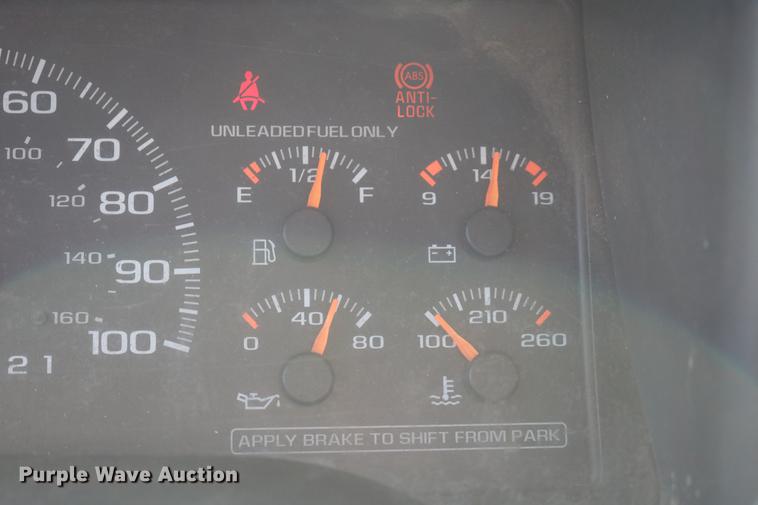 60
100
70
120
80
140
90
160
100
2 1
ABS
ANTI-
LOCK
UNLEADED FUEL ONLY
E 1/2 F
9 14 19
0 40 80
100 210 260
APPLY BRAKE TO SHIFT FROM PARK
Purple Wave Auction